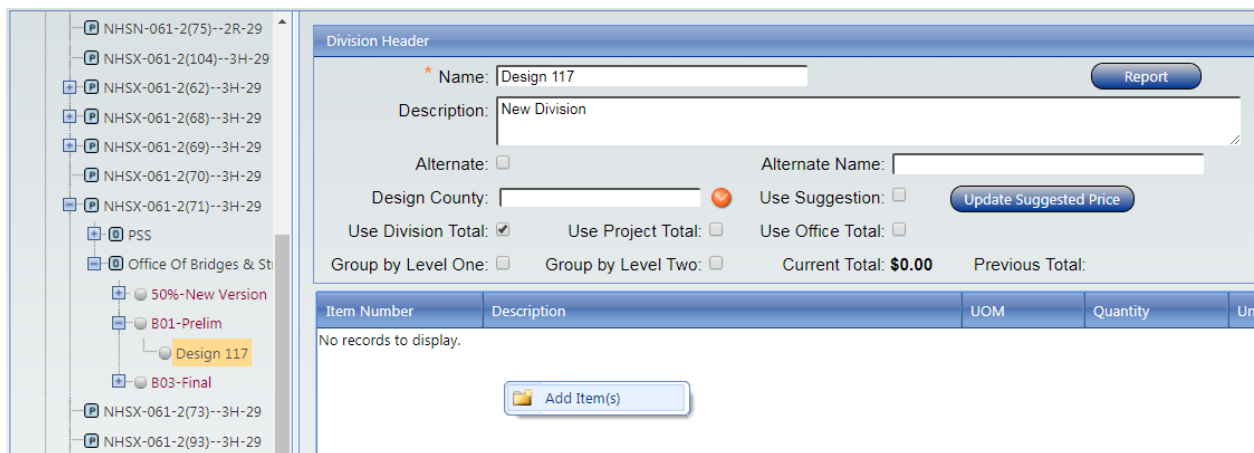 NHSN-061-2(75)--2R-29
NHSX-061-2(104)--3H-29
NHSX-061-2(62)--3H-29
NHSX-061-2(68)--3H-29
NHSX-061-2(69)--3H-29
NHSX-061-2(70)--3H-29
NHSX-061-2(71)--3H-29
PSS
Office Of Bridges & St
50%-New Version
B01-Prelim
Design 117
B03-Final
NHSX-061-2(73)--3H-29
NHSX-061-2(93)--3H-29
Division Header
* Name: Design 117 Report
Description: New Division
Alternate: Alternate Name:
Design County: Use Suggestion: Update Suggested Price
Use Division Total: Use Project Total: Use Office Total:
Group by Level One: Group by Level Two: Current Total: $0.00 Previous Total:
Item Number Description UOM Quantity Un
No records to display.
Add Item(s)